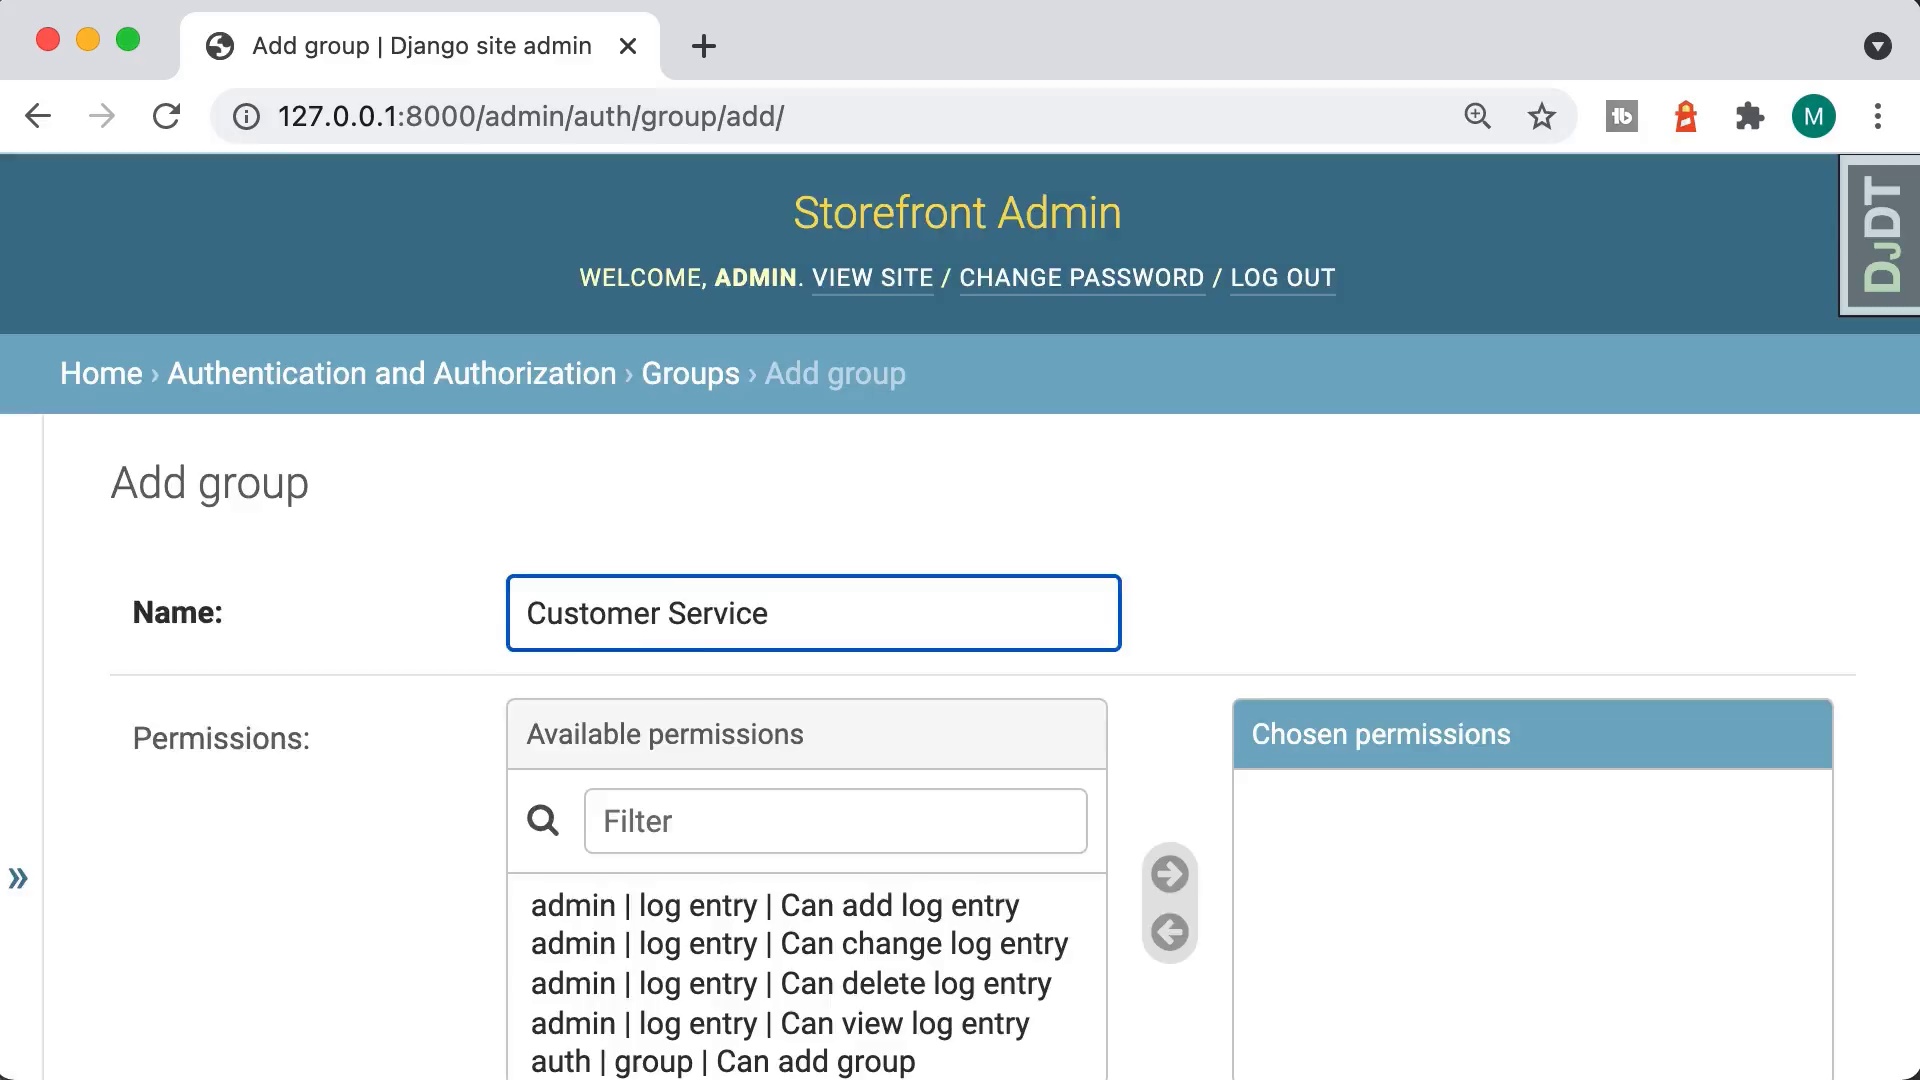 Add group | Django site admin
127.0.0.1:8000/admin/auth/group/add/
M
Storefront Admin
WELCOME, ADMIN. VIEW SITE / CHANGE PASSWORD / LOG OUT
DJDT
Home › Authentication and Authorization › Groups › Add group
Add group
Name:
Customer Service
Permissions:
Available permissions
Chosen permissions
Filter
»
admin | log entry | Can add log entry
admin | log entry | Can change log entry
admin | log entry | Can delete log entry
admin | log entry | Can view log entry
auth | group | Can add group